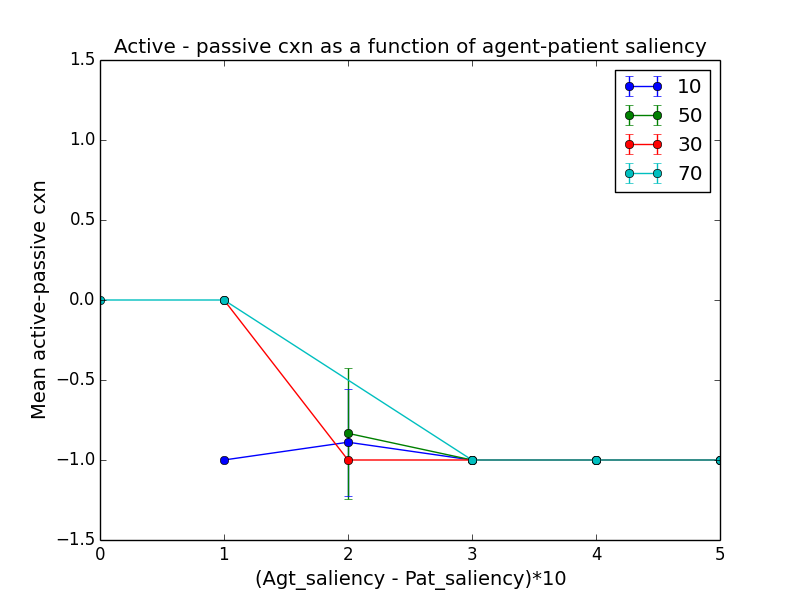 Active - passive cxn as a function of agent-patient saliency
1.5
1.0
0.5
0.0
−0.5
−1.0
−1.5
Mean active-passive cxn
10
50
30
70
0 1 2 3 4 5
(Agt_saliency - Pat_saliency)*10